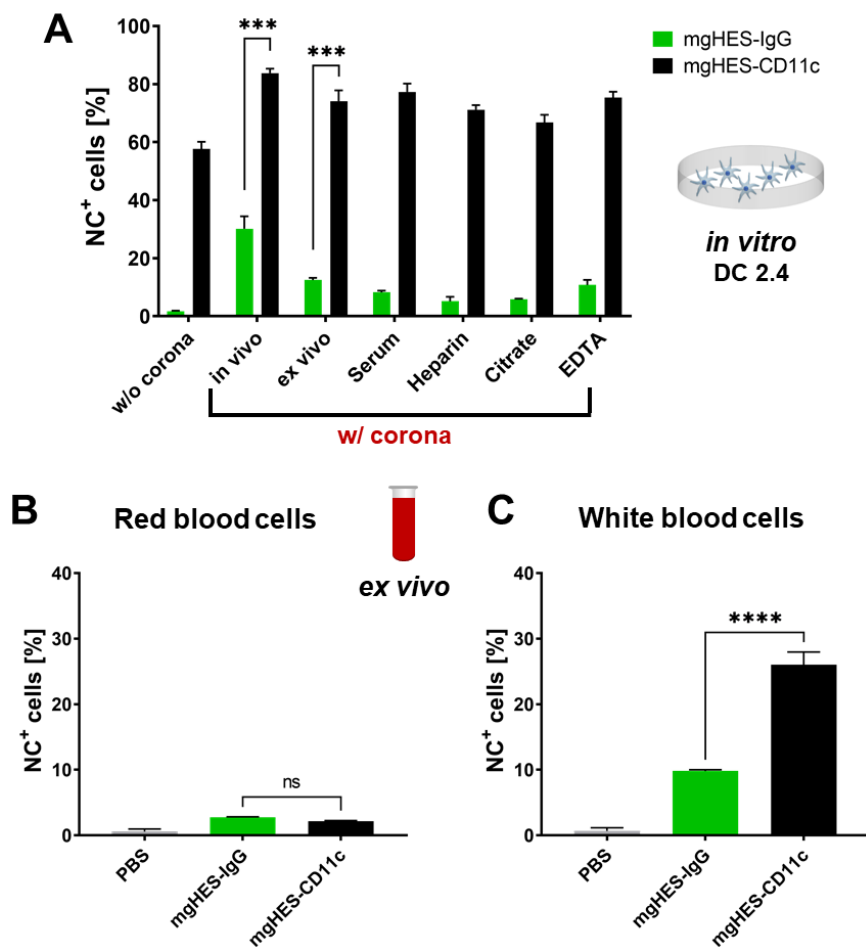 A
NC⁺ cells [%]
100
80
60
40
20
0
***
***
mgHES-IgG
mgHES-CD11c
in vitro
DC 2.4
w/o corona
in vivo
ex vivo
Serum
Heparin
Citrate
EDTA
w/ corona
B
Red blood cells
ex vivo
NC⁺ cells [%]
40
30
20
10
0
ns
PBS
mgHES-IgG
mgHES-CD11c
C
White blood cells
NC⁺ cells [%]
40
30
20
10
0
****
PBS
mgHES-IgG
mgHES-CD11c